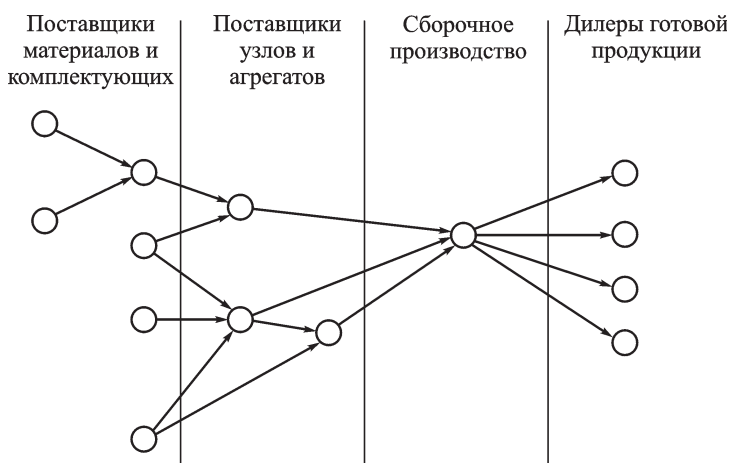 Поставщики
материалов и
комплектующих
Поставщики
узлов и
агрегатов
Сборочное
производство
Дилеры готовой
продукции